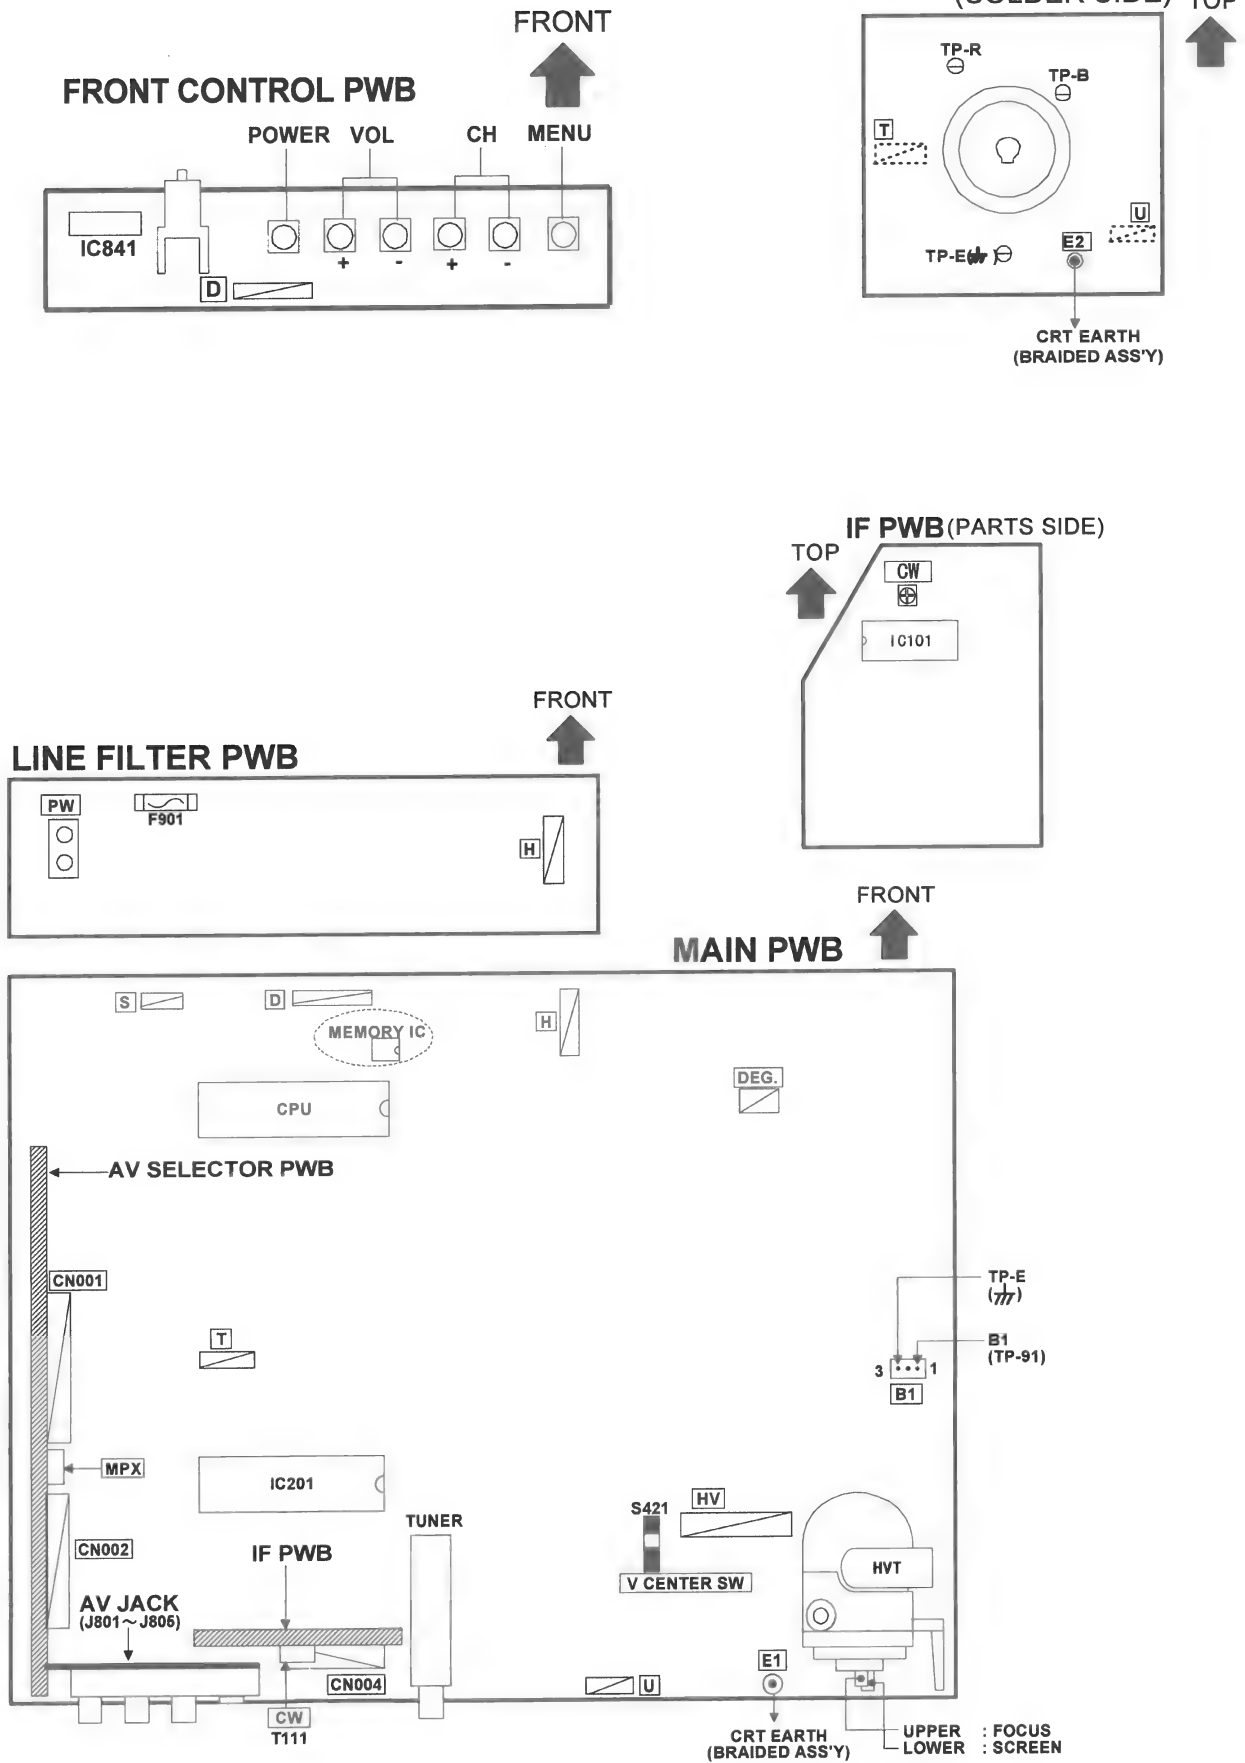 FRONT
FRONT CONTROL PWB
POWER VOL CH MENU
IC841
+ - + -
D
(SOLDER SIDE) TOP
TP-R
TP-B
T
U
TP-E( )
E2
CRT EARTH
(BRAIDED ASS'Y)
IF PWB (PARTS SIDE)
TOP
CW
IC101
FRONT
LINE FILTER PWB
PW
F901
H
FRONT
MAIN PWB
S
D
H
MEMORY IC
DEG.
CPU
AV SELECTOR PWB
CN001
TP-E
( )
T
B1
(TP-91)
3 1
B1
MPX
IC201
HV
S421
TUNER
CN002
IF PWB
HVT
V CENTER SW
AV JACK
(J801～J805)
E1
CN004
U
CW
T111
CRT EARTH
(BRAIDED ASS'Y)
UPPER : FOCUS
LOWER : SCREEN